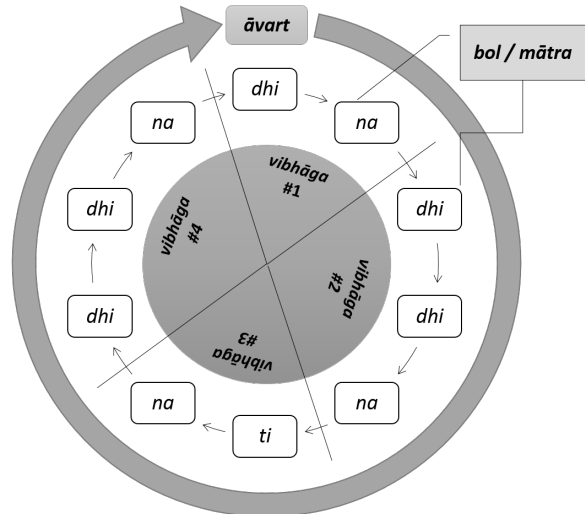 āvart
bol / mātra
dhi
na
dhi
dhi
na
ti
na
dhi
dhi
na
vibhāga
#1
vibhāga
#2
vibhāga
#3
vibhāga
#4